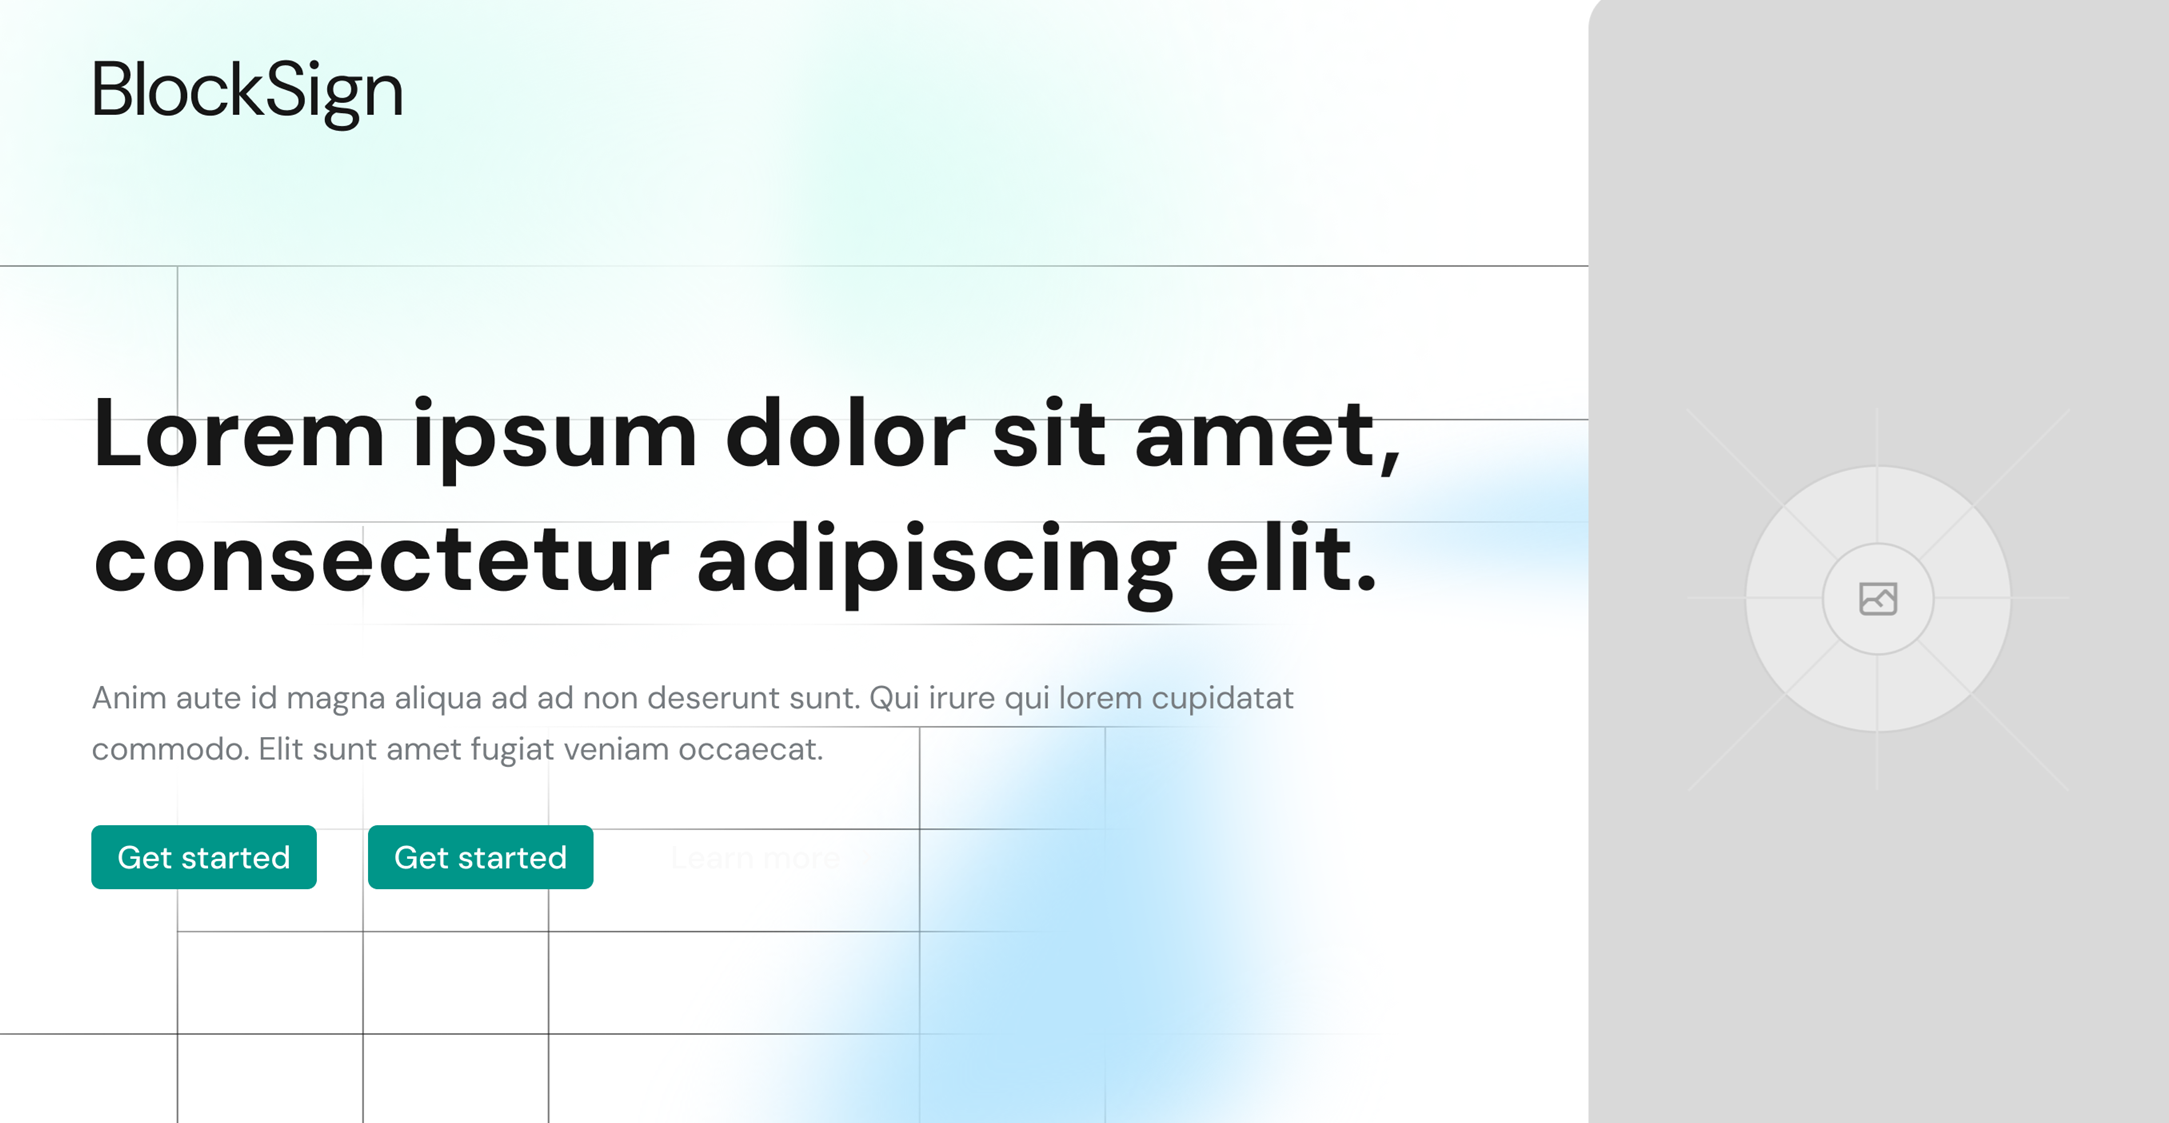 BlockSign
Lorem ipsum dolor sit amet,
consectetur adipiscing elit.
Anim aute id magna aliqua ad ad non deserunt sunt. Qui irure qui lorem cupidatat
commodo. Elit sunt amet fugiat veniam occaecat.
Get started Get started Learn more